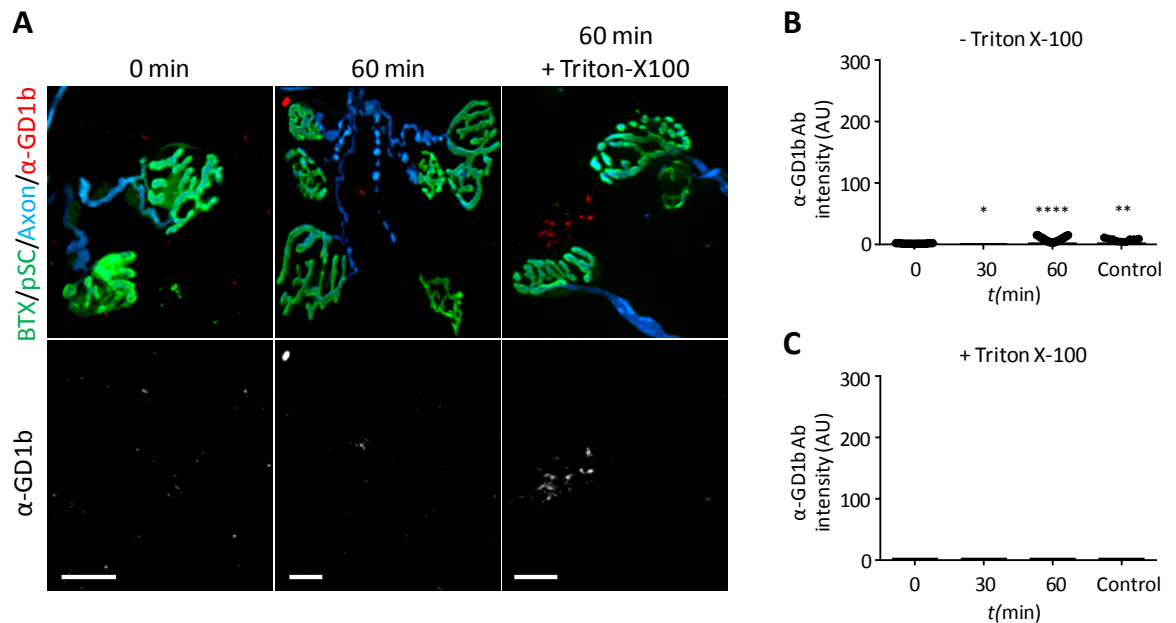 A
0 min
60 min
60 min
+ Triton-X100
BTX/pSC/Axon/α-GD1b
α-GD1b
B
- Triton X-100
α-GD1b Ab
intensity (AU)
300
200
100
0
*
****
**
0
30
60
Control
t(min)
C
+ Triton X-100
α-GD1b Ab
intensity (AU)
300
200
100
0
0
30
60
Control
t(min)